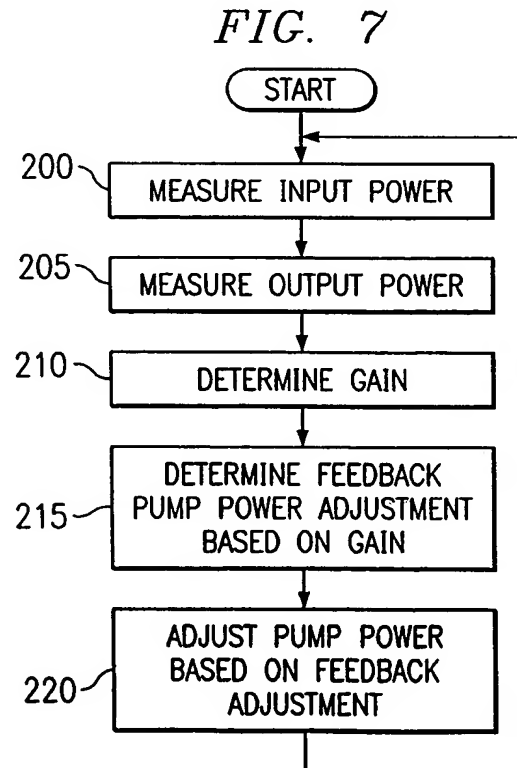 FIG. 7
START
200
MEASURE INPUT POWER
205
MEASURE OUTPUT POWER
210
DETERMINE GAIN
215
DETERMINE FEEDBACK
PUMP POWER ADJUSTMENT
BASED ON GAIN
220
ADJUST PUMP POWER
BASED ON FEEDBACK
ADJUSTMENT